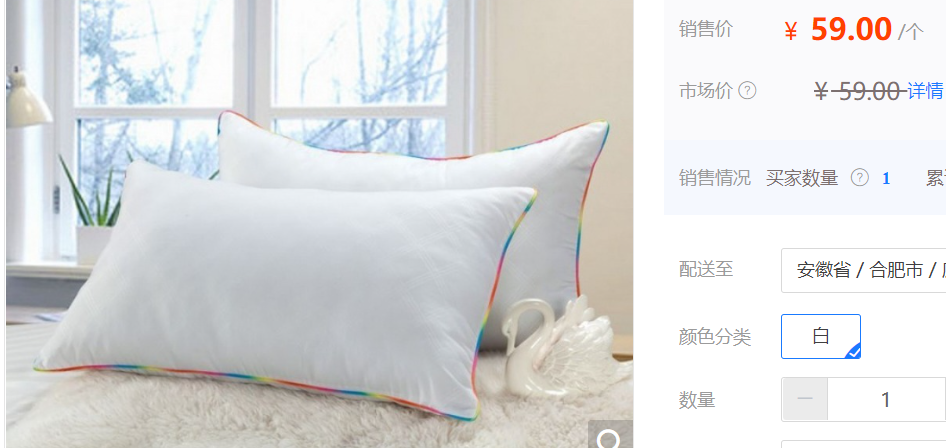 销售价 ¥ 59.00 /个
市场价 ? ¥ 59.00 详情
销售情况 买家数量 ? 1 累
配送至 安徽省 / 合肥市 /
颜色分类 白
数量 — 1